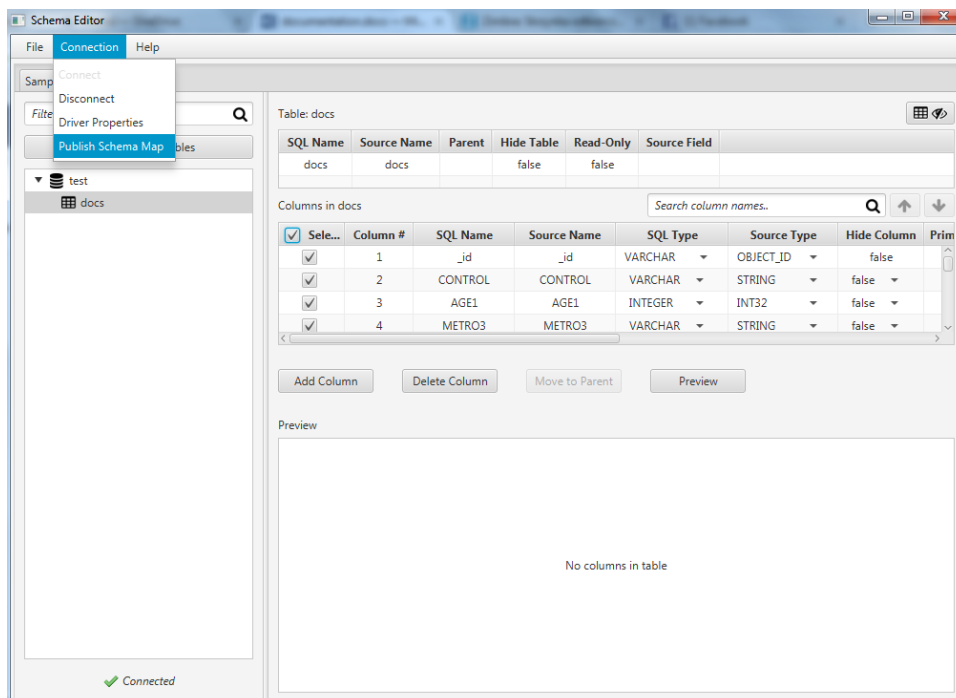 Schema Editor
File Connection Help
Connect
Disconnect
Driver Properties
Publish Schema Map
Samp
Filte
bles
test
docs
Connected
Table: docs
SQL Name Source Name Parent Hide Table Read-Only Source Field
docs docs false false
Columns in docs
Search column names..
Sele... Column # SQL Name Source Name SQL Type Source Type Hide Column Prim
1 _id _id VARCHAR OBJECT_ID false
2 CONTROL CONTROL VARCHAR STRING false
3 AGE1 AGE1 INTEGER INT32 false
4 METRO3 METRO3 VARCHAR STRING false
Add Column Delete Column Move to Parent Preview
Preview
No columns in table